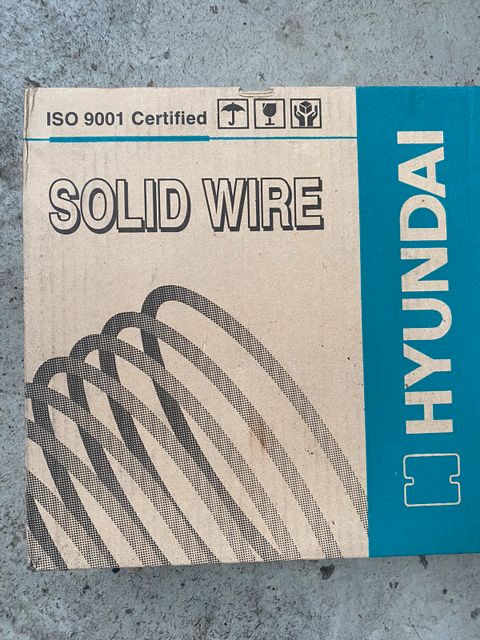 ISO 9001 Certified
SOLID WIRE
HYUNDAI